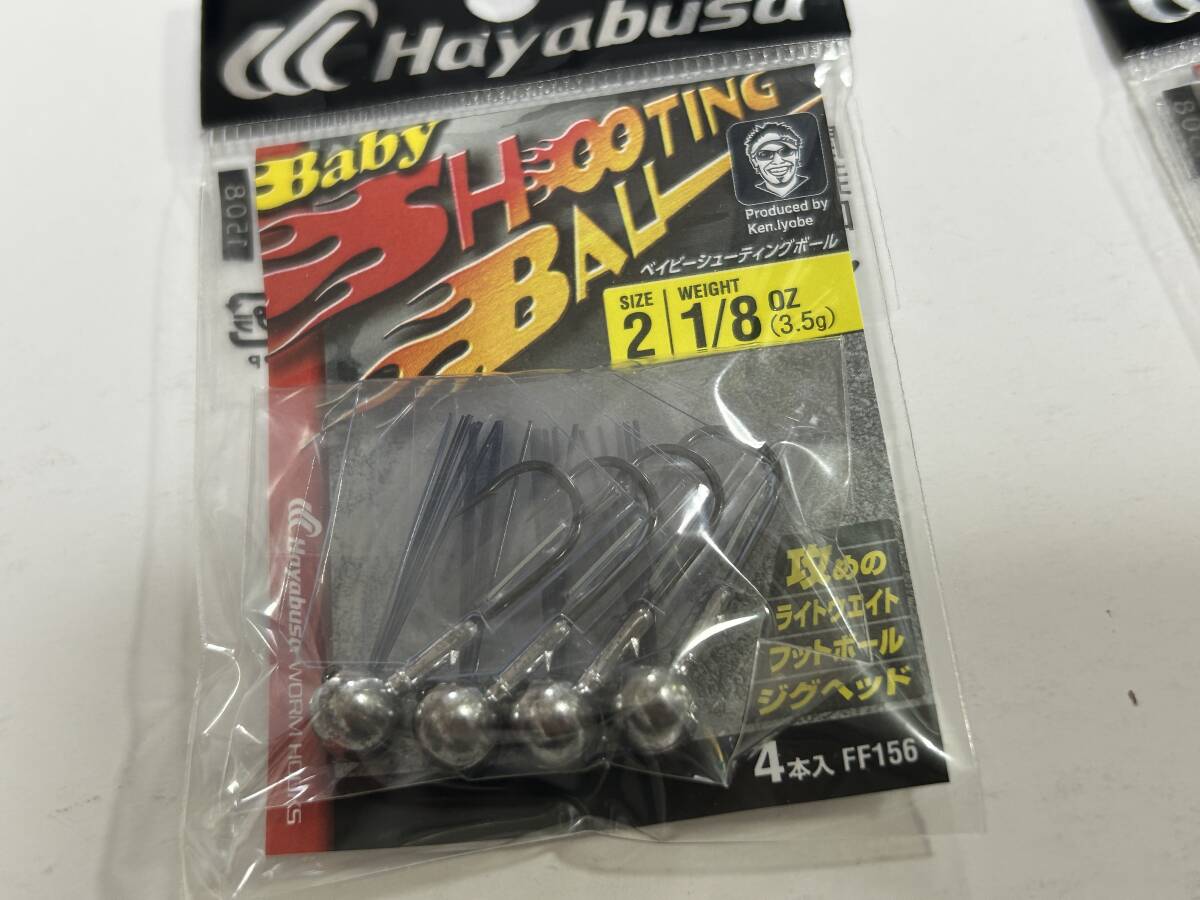 Hayabusa
Baby
SHOOTING
BALL
Produced by
Ken.Iyobe
ベイビーシューティングボール
SIZE
2
WEIGHT
1/8 OZ
(3.5g)
攻めの
ライトウエイト
フットボール
ジグヘッド
4本入 FF156
Hayabusa WORM HOOKS